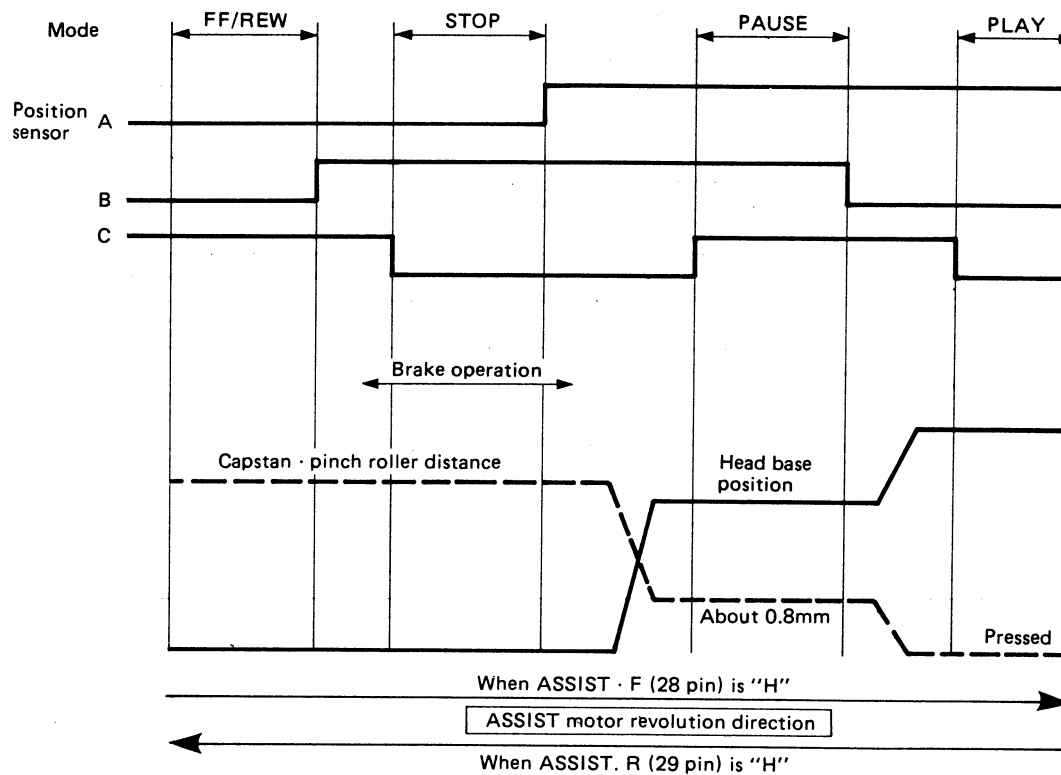 Mode
FF/REW
STOP
PAUSE
PLAY
Position
sensor
A
B
C
Brake operation
Capstan · pinch roller distance
Head base
position
About 0.8mm
Pressed
When ASSIST · F (28 pin) is "H"
ASSIST motor revolution direction
When ASSIST. R (29 pin) is "H"